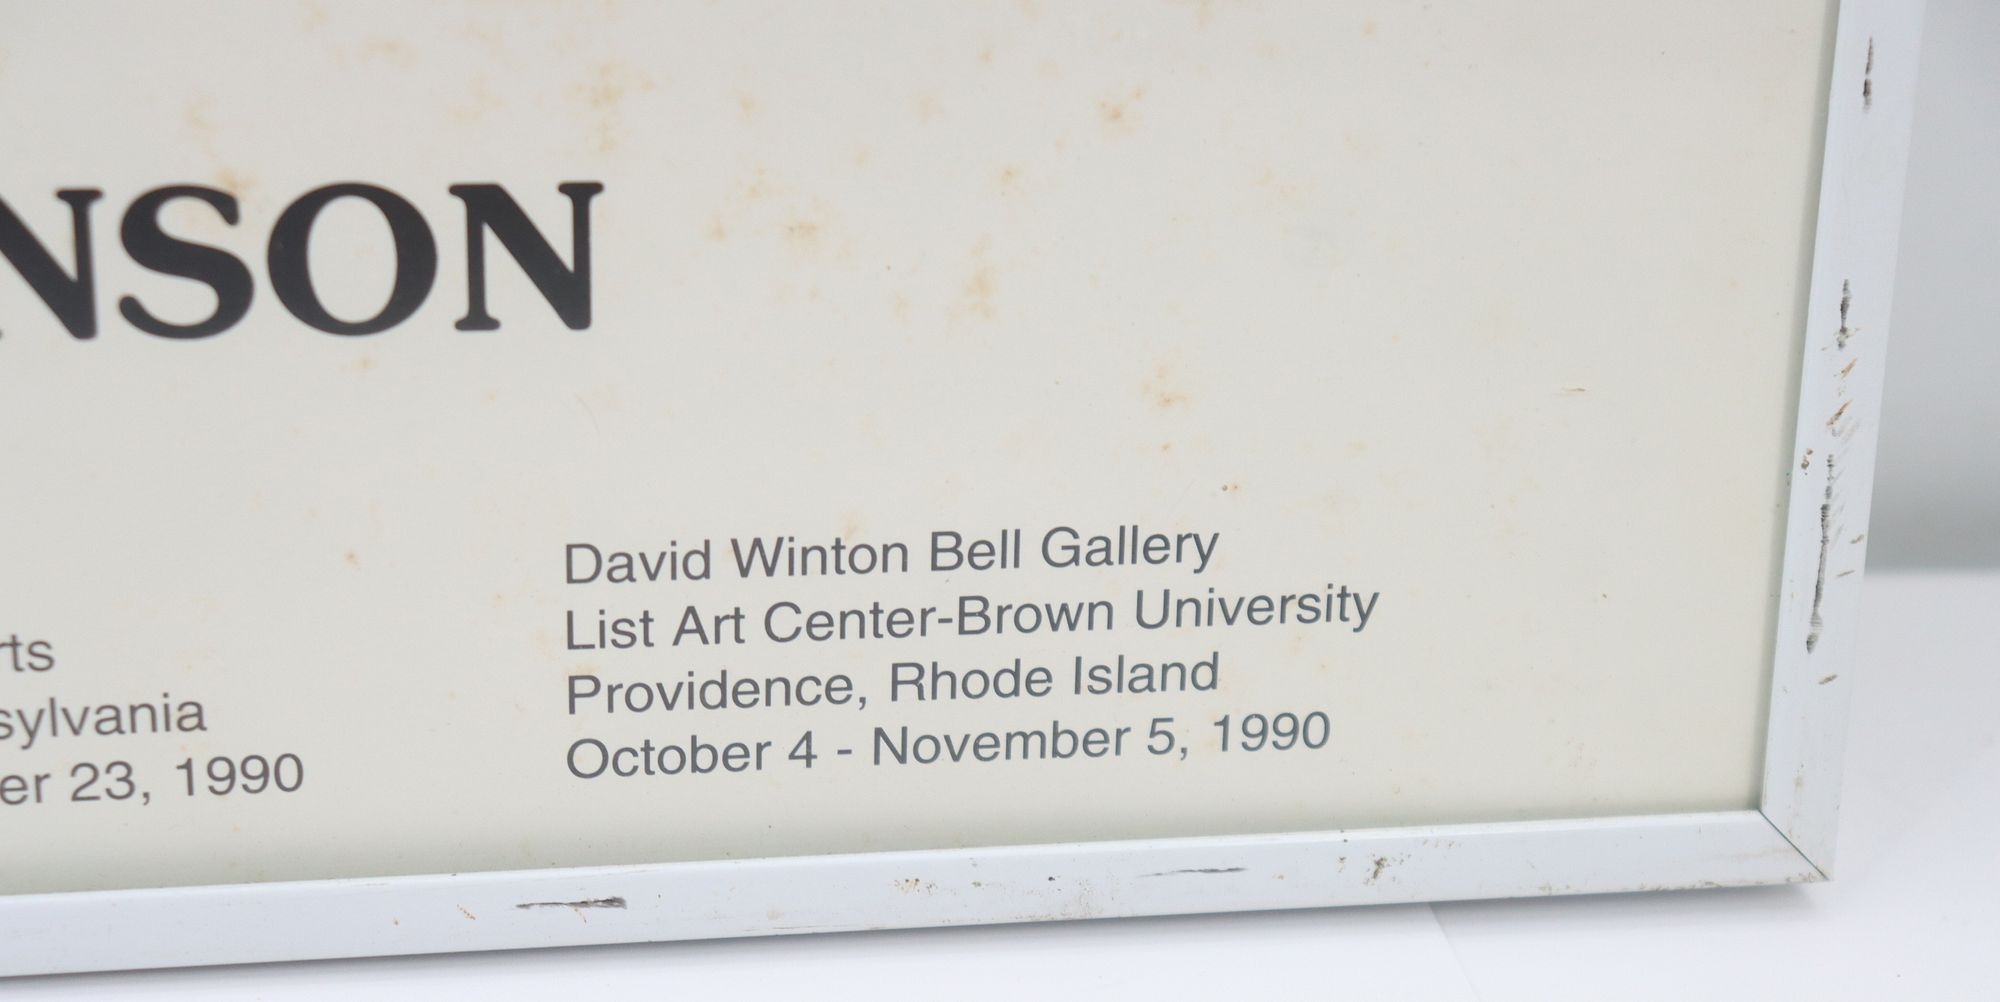 NSON
rts
sylvania
er 23, 1990
David Winton Bell Gallery
List Art Center-Brown University
Providence, Rhode Island
October 4 - November 5, 1990